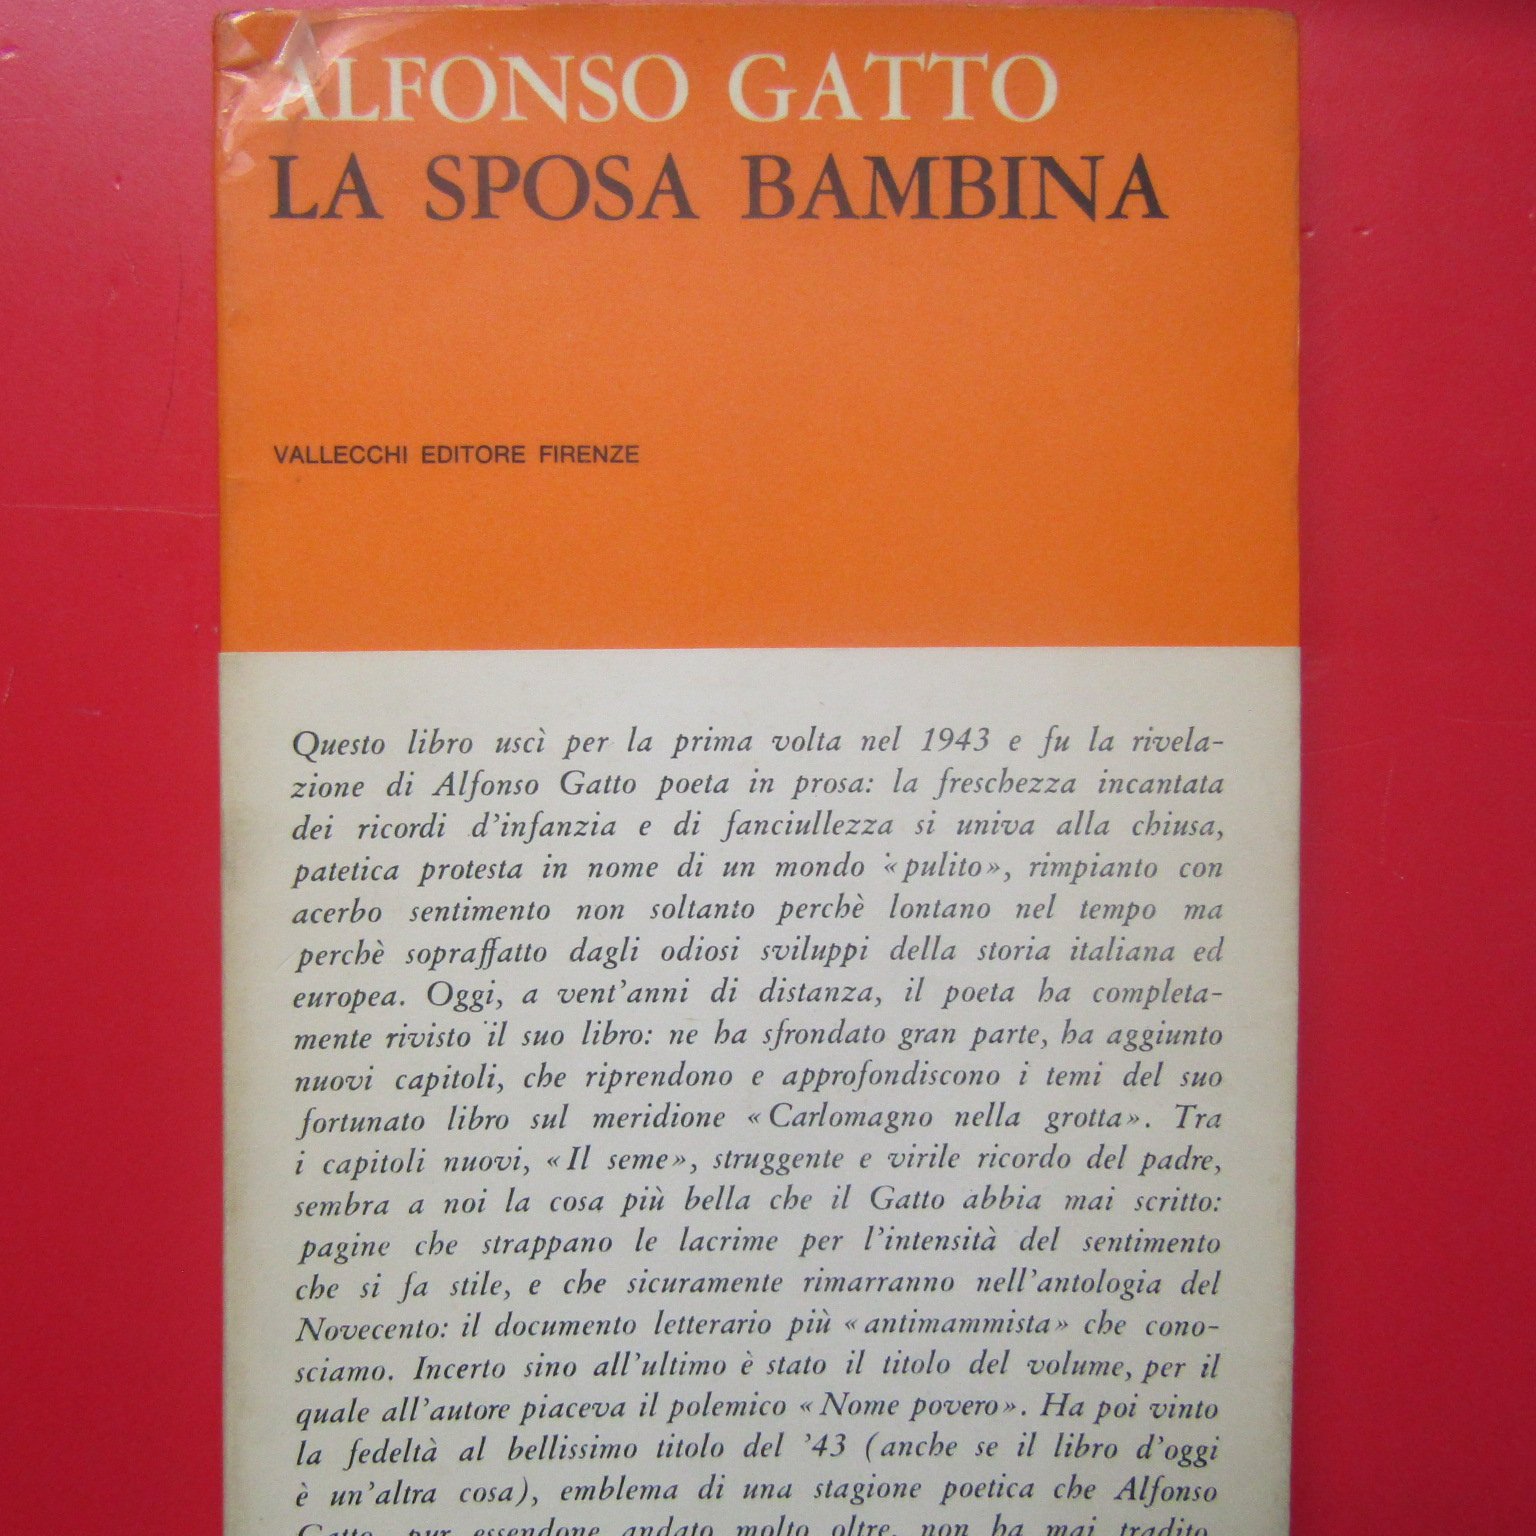 ALFONSO GATTO
LA SPOSA BAMBINA
VALLECCHI EDITORE FIRENZE
Questo libro uscì per la prima volta nel 1943 e fu la rivela-
zione di Alfonso Gatto poeta in prosa: la freschezza incantata
dei ricordi d'infanzia e di fanciullezza si univa alla chiusa,
patetica protesta in nome di un mondo «pulito», rimpianto con
acerbo sentimento non soltanto perchè lontano nel tempo ma
perchè sopraffatto dagli odiosi sviluppi della storia italiana ed
europea. Oggi, a vent'anni di distanza, il poeta ha completa-
mente rivisto il suo libro: ne ha sfrondato gran parte, ha aggiunto
nuovi capitoli, che riprendono e approfondiscono i temi del suo
fortunato libro sul meridione «Carlomagno nella grotta». Tra
i capitoli nuovi, «Il seme», struggente e virile ricordo del padre,
sembra a noi la cosa più bella che il Gatto abbia mai scritto:
pagine che strappano le lacrime per l'intensità del sentimento
che si fa stile, e che sicuramente rimarranno nell'antologia del
Novecento: il documento letterario più «antimammista» che cono-
sciamo. Incerto sino all'ultimo è stato il titolo del volume, per il
quale all'autore piaceva il polemico «Nome povero». Ha poi vinto
la fedeltà al bellissimo titolo del '43 (anche se il libro d'oggi
è un'altra cosa), emblema di una stagione poetica che Alfonso
Gatto, pur essendone andato molto oltre, non ha mai tradito.